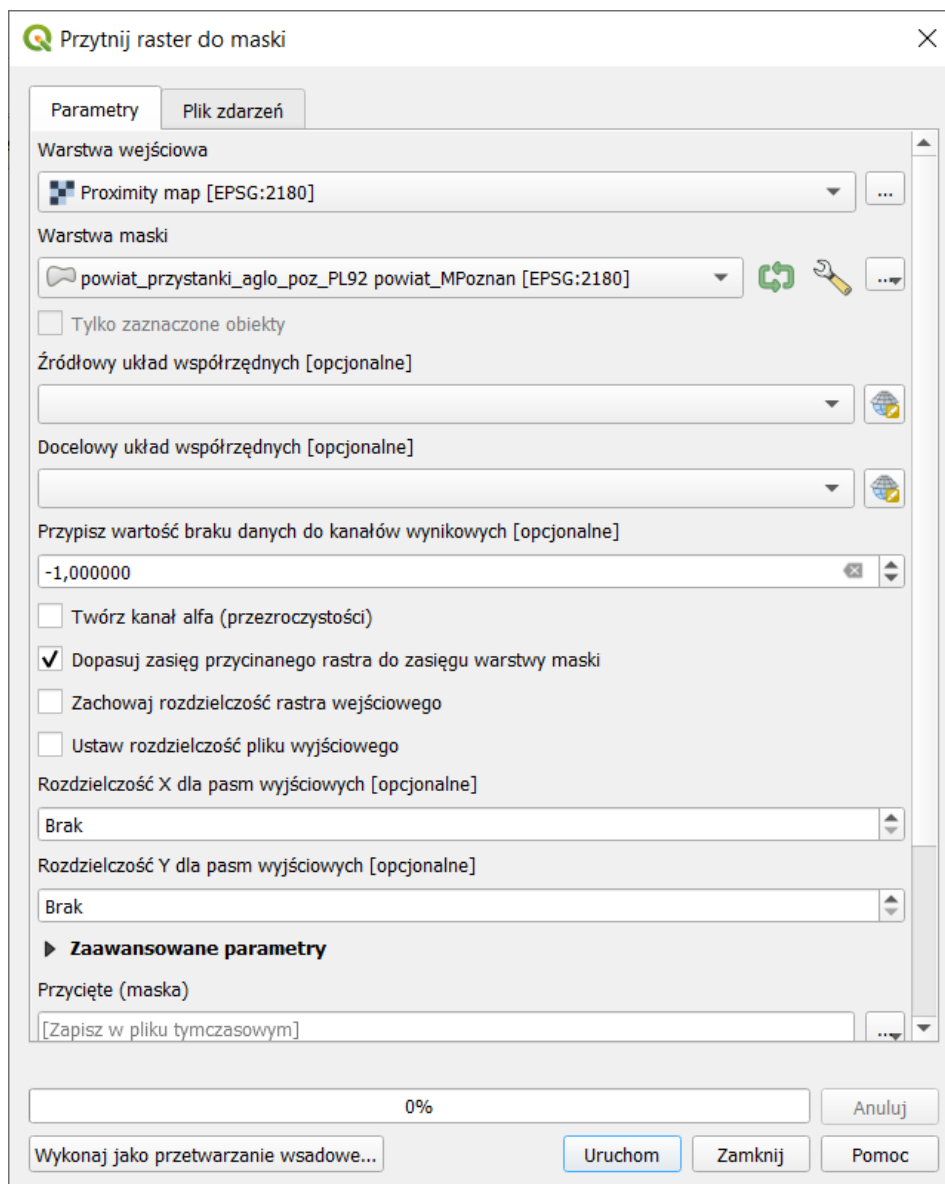 Przytnij raster do maski
Parametry
Plik zdarzeń
Warstwa wejściowa
Proximity map [EPSG:2180]
...
Warstwa maski
powiat_przystanki_aglo_poz_PL92 powiat_MPoznan [EPSG:2180]
...
Tylko zaznaczone obiekty
Źródłowy układ współrzędnych [opcjonalne]
Docelowy układ współrzędnych [opcjonalne]
Przypisz wartość braku danych do kanałów wynikowych [opcjonalne]
-1,000000
Twórz kanał alfa (przezroczystości)
Dopasuj zasięg przycinanego rastra do zasięgu warstwy maski
Zachowaj rozdzielczość rastra wejściowego
Ustaw rozdzielczość pliku wyjściowego
Rozdzielczość X dla pasm wyjściowych [opcjonalne]
Brak
Rozdzielczość Y dla pasm wyjściowych [opcjonalne]
Brak
Zaawansowane parametry
Przycięte (maska)
[Zapisz w pliku tymczasowym]
...
0%
Anuluj
Wykonaj jako przetwarzanie wsadowe...
Uruchom
Zamknij
Pomoc